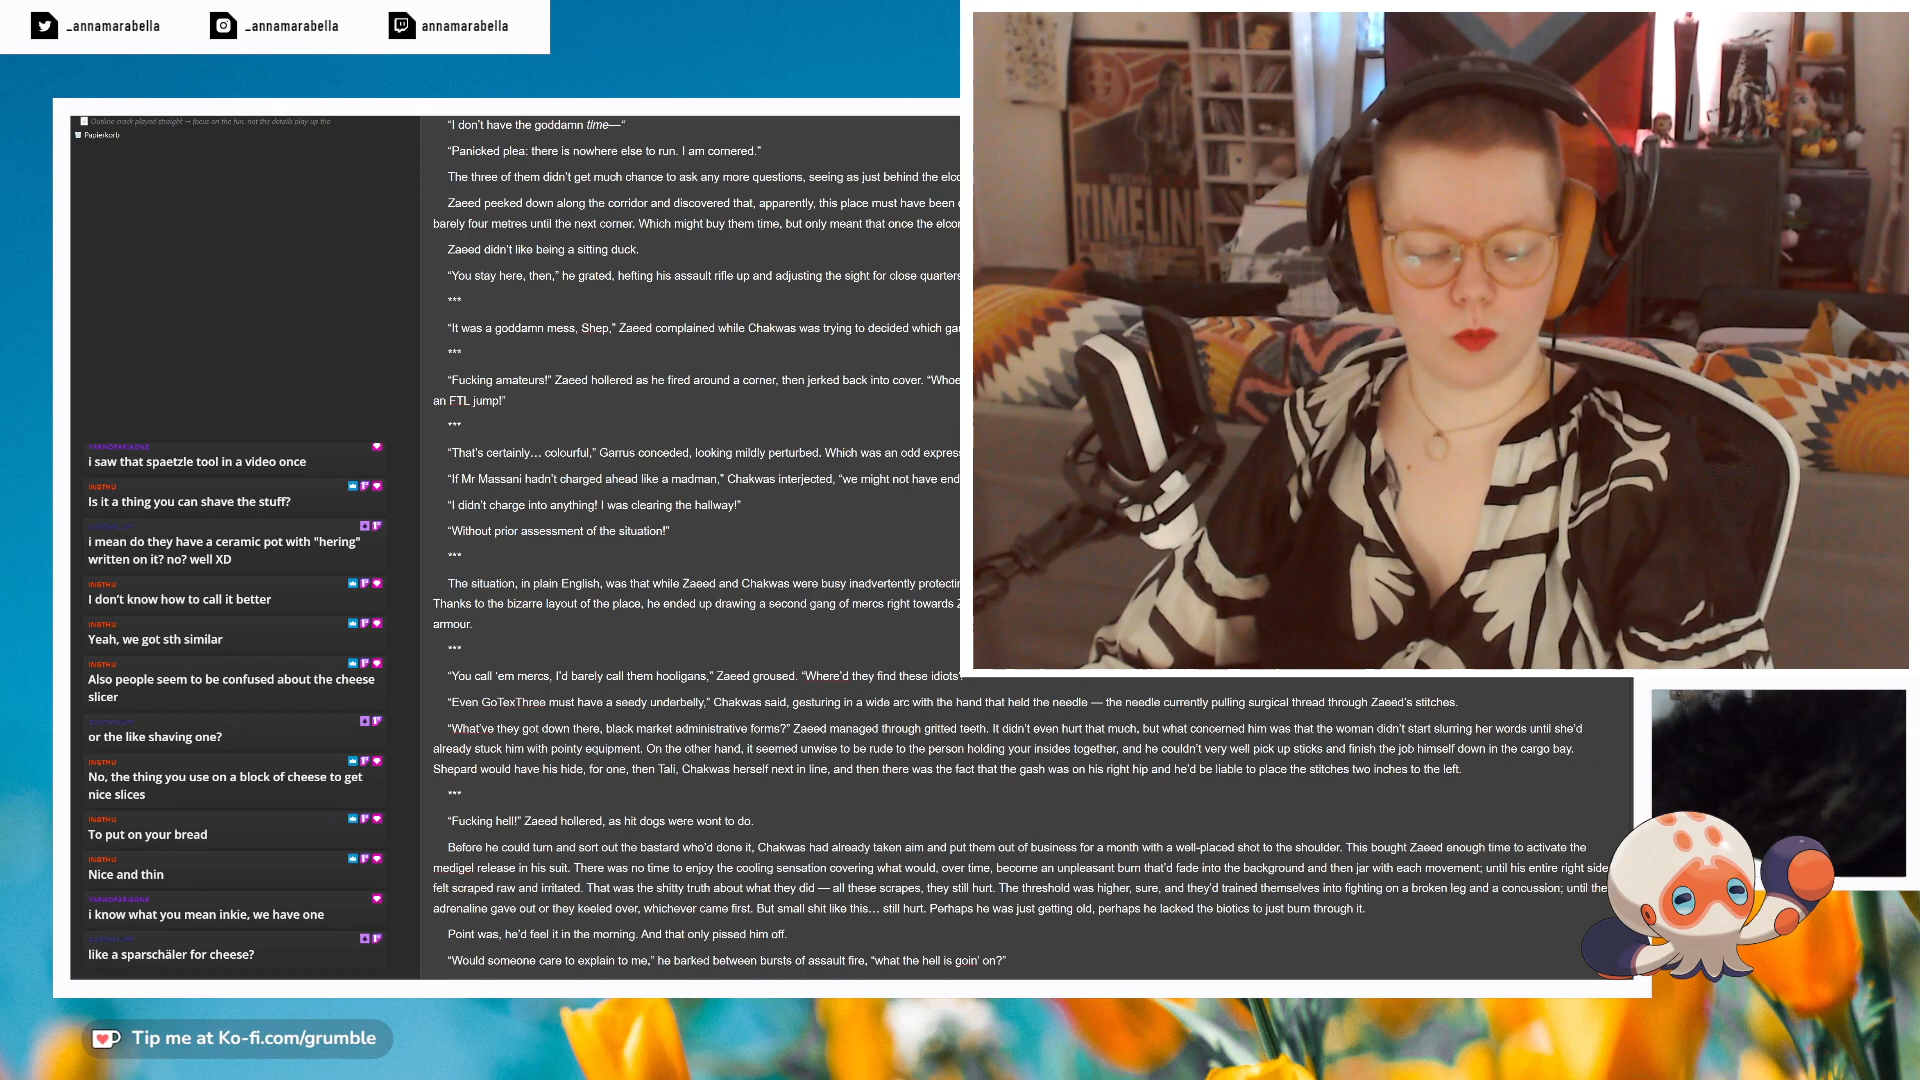 _annamarabella
_annamarabella
annamarabella
Outline crack played straight → focus on the fun, not the details play up the
Papierkorb
“I don’t have the goddamn time—“
“Panicked plea: there is nowhere else to run. I am cornered.”
The three of them didn’t get much chance to ask any more questions, seeing as just behind the elco
Zaeed peeked down along the corridor and discovered that, apparently, this place must have been
barely four metres until the next corner. Which might buy them time, but only meant that once the elcor
Zaeed didn’t like being a sitting duck.
“You stay here, then,” he grated, hefting his assault rifle up and adjusting the sight for close quarters
***
“It was a goddamn mess, Shep,” Zaeed complained while Chakwas was trying to decided which ga
***
“Fucking amateurs!” Zaeed hollered as he fired around a corner, then jerked back into cover. “Whoe
an FTL jump!”
***
“That’s certainly… colourful,” Garrus conceded, looking mildly perturbed. Which was an odd expres
“If Mr Massani hadn’t charged ahead like a madman,” Chakwas interjected, “we might not have end
“I didn’t charge into anything! I was clearing the hallway!”
“Without prior assessment of the situation!”
***
The situation, in plain English, was that while Zaeed and Chakwas were busy inadvertently protectin
Thanks to the bizarre layout of the place, he ended up drawing a second gang of mercs right towards Z
armour.
***
“You call ‘em mercs, I’d barely call them hooligans,” Zaeed groused. “Where’d they find these idiots?
“Even GoTexThree must have a seedy underbelly,” Chakwas said, gesturing in a wide arc with the hand that held the needle — the needle currently pulling surgical thread through Zaeed’s stitches.
“What’ve they got down there, black market administrative forms?” Zaeed managed through gritted teeth. It didn’t even hurt that much, but what concerned him was that the woman didn’t start slurring her words until she’d
already stuck him with pointy equipment. On the other hand, it seemed unwise to be rude to the person holding your insides together, and he couldn’t very well pick up sticks and finish the job himself down in the cargo bay.
Shepard would have his hide, for one, then Tali, Chakwas herself next in line, and then there was the fact that the gash was on his right hip and he’d be liable to place the stitches two inches to the left.
***
“Fucking hell!” Zaeed hollered, as hit dogs were wont to do.
Before he could turn and sort out the bastard who’d done it, Chakwas had already taken aim and put them out of business for a month with a well-placed shot to the shoulder. This bought Zaeed enough time to activate the
medigel release in his suit. There was no time to enjoy the cooling sensation covering what would, over time, become an unpleasant burn that’d fade into the background and then jar with each movement; until his entire right side
felt scraped raw and irritated. That was the shitty truth about what they did — all these scrapes, they still hurt. The threshold was higher, sure, and they’d trained themselves into fighting on a broken leg and a concussion; until the
adrenaline gave out or they keeled over, whichever came first. But small shit like this… still hurt. Perhaps he was just getting old, perhaps he lacked the biotics to just burn through it.
Point was, he’d feel it in the morning. And that only pissed him off.
“Would someone care to explain to me,” he barked between bursts of assault fire, “what the hell is goin’ on?”
YARNOFARIADNE
i saw that spaetzle tool in a video once
INGTHU
Is it a thing you can shave the stuff?
i mean do they have a ceramic pot with "hering"
written on it? no? well XD
INGTHU
I don’t know how to call it better
INGTHU
Yeah, we got sth similar
INGTHU
Also people seem to be confused about the cheese
slicer
or the like shaving one?
INGTHU
No, the thing you use on a block of cheese to get
nice slices
INGTHU
To put on your bread
INGTHU
Nice and thin
YARNOFARIADNE
i know what you mean inkie, we have one
like a sparschäler for cheese?
TIMELESS
Tip me at Ko-fi.com/grumble